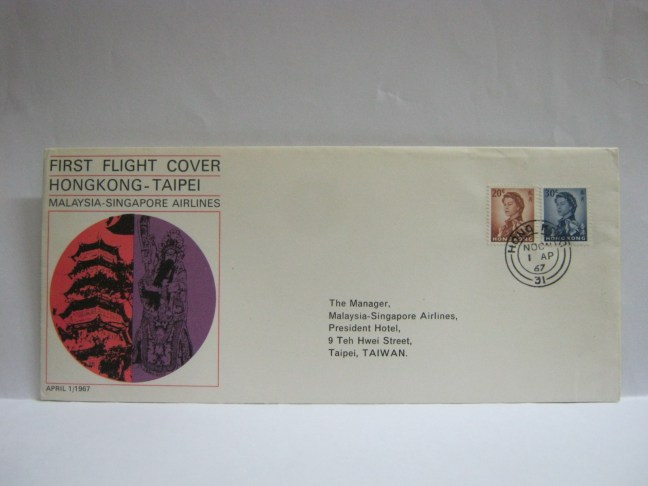 FIRST FLIGHT COVER
HONGKONG-TAIPEI
MALAYSIA-SINGAPORE AIRLINES
APRIL 1/1967
20¢
HONG KONG
30¢
HONG KONG
HONG KONG
NOON
1 AP
67
31
The Manager,
Malaysia-Singapore Airlines,
President Hotel,
9 Teh Hwei Street,
Taipei, TAIWAN.